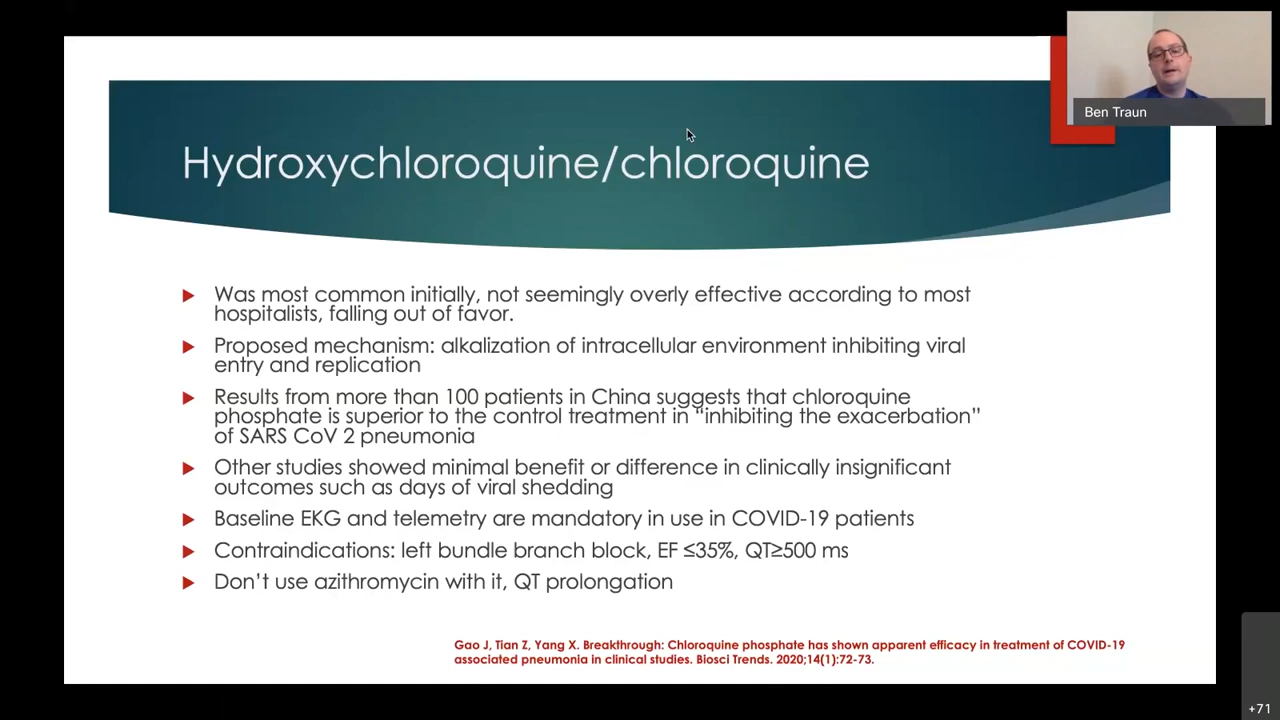 Ben Traun
Hydroxychloroquine/chloroquine
Was most common initially, not seemingly overly effective according to most
hospitalists, falling out of favor.
Proposed mechanism: alkalization of intracellular environment inhibiting viral
entry and replication
Results from more than 100 patients in China suggests that chloroquine
phosphate is superior to the control treatment in “inhibiting the exacerbation”
of SARS CoV 2 pneumonia
Other studies showed minimal benefit or difference in clinically insignificant
outcomes such as days of viral shedding
Baseline EKG and telemetry are mandatory in use in COVID-19 patients
Contraindications: left bundle branch block, EF ≤35%, QT≥500 ms
Don’t use azithromycin with it, QT prolongation
Gao J, Tian Z, Yang X. Breakthrough: Chloroquine phosphate has shown apparent efficacy in treatment of COVID-19
associated pneumonia in clinical studies. Biosci Trends. 2020;14(1):72-73.
+71